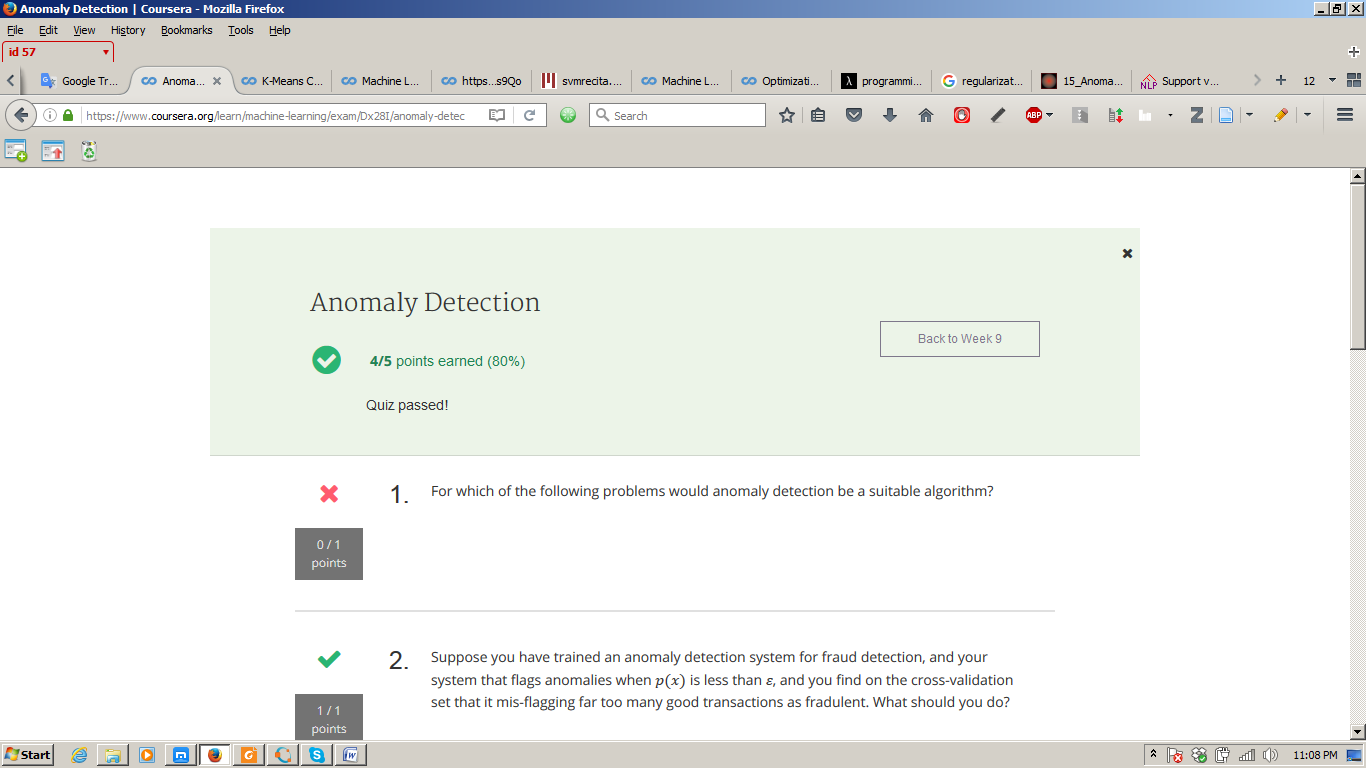 Anomaly Detection | Coursera - Mozilla Firefox
File Edit View History Bookmarks Tools Help
id 57
Google Tr... Anoma... K-Means C... Machine L... https...s9Qo svmrecita... Machine L... Optimizati... programmi... regularizat... 15_Anoma... Support v... 12
https://www.coursera.org/learn/machine-learning/exam/Dx28I/anomaly-detec Search ABP Z
Anomaly Detection
Back to Week 9
4/5 points earned (80%)
Quiz passed!
1. For which of the following problems would anomaly detection be a suitable algorithm?
0 / 1
points
2. Suppose you have trained an anomaly detection system for fraud detection, and your
system that flags anomalies when p(x) is less than ε, and you find on the cross-validation
set that it mis-flagging far too many good transactions as fradulent. What should you do?
1 / 1
points
Start 11:08 PM